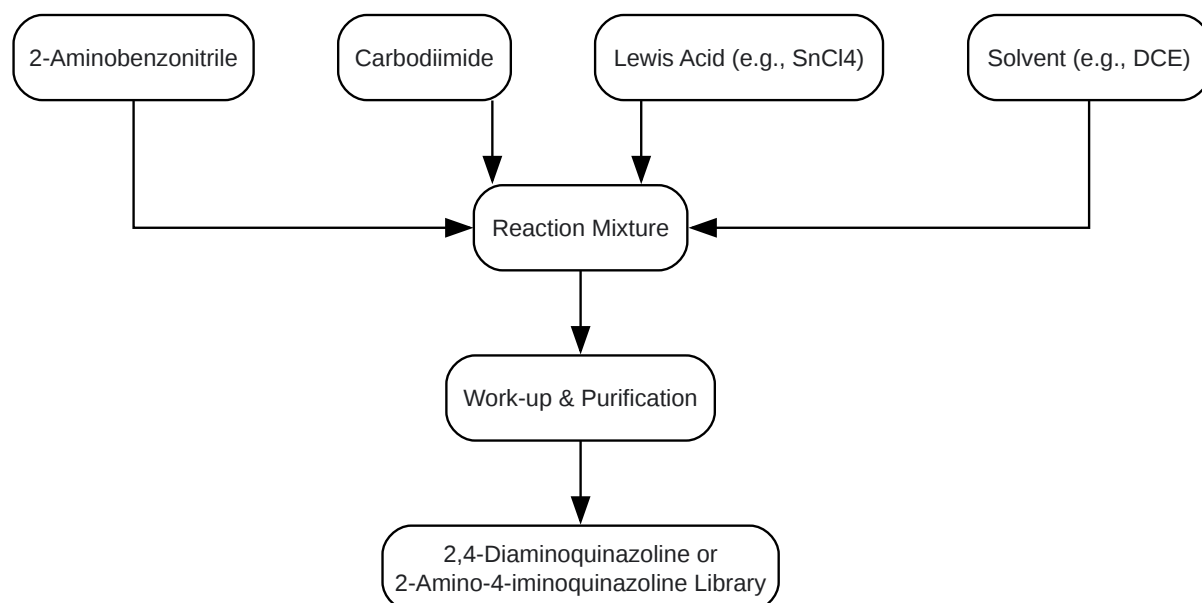 2-Aminobenzonitrile
Carbodiimide
Lewis Acid (e.g., SnCl4)
Solvent (e.g., DCE)
Reaction Mixture
Work-up & Purification
2,4-Diaminoquinazoline or
2-Amino-4-iminoquinazoline Library